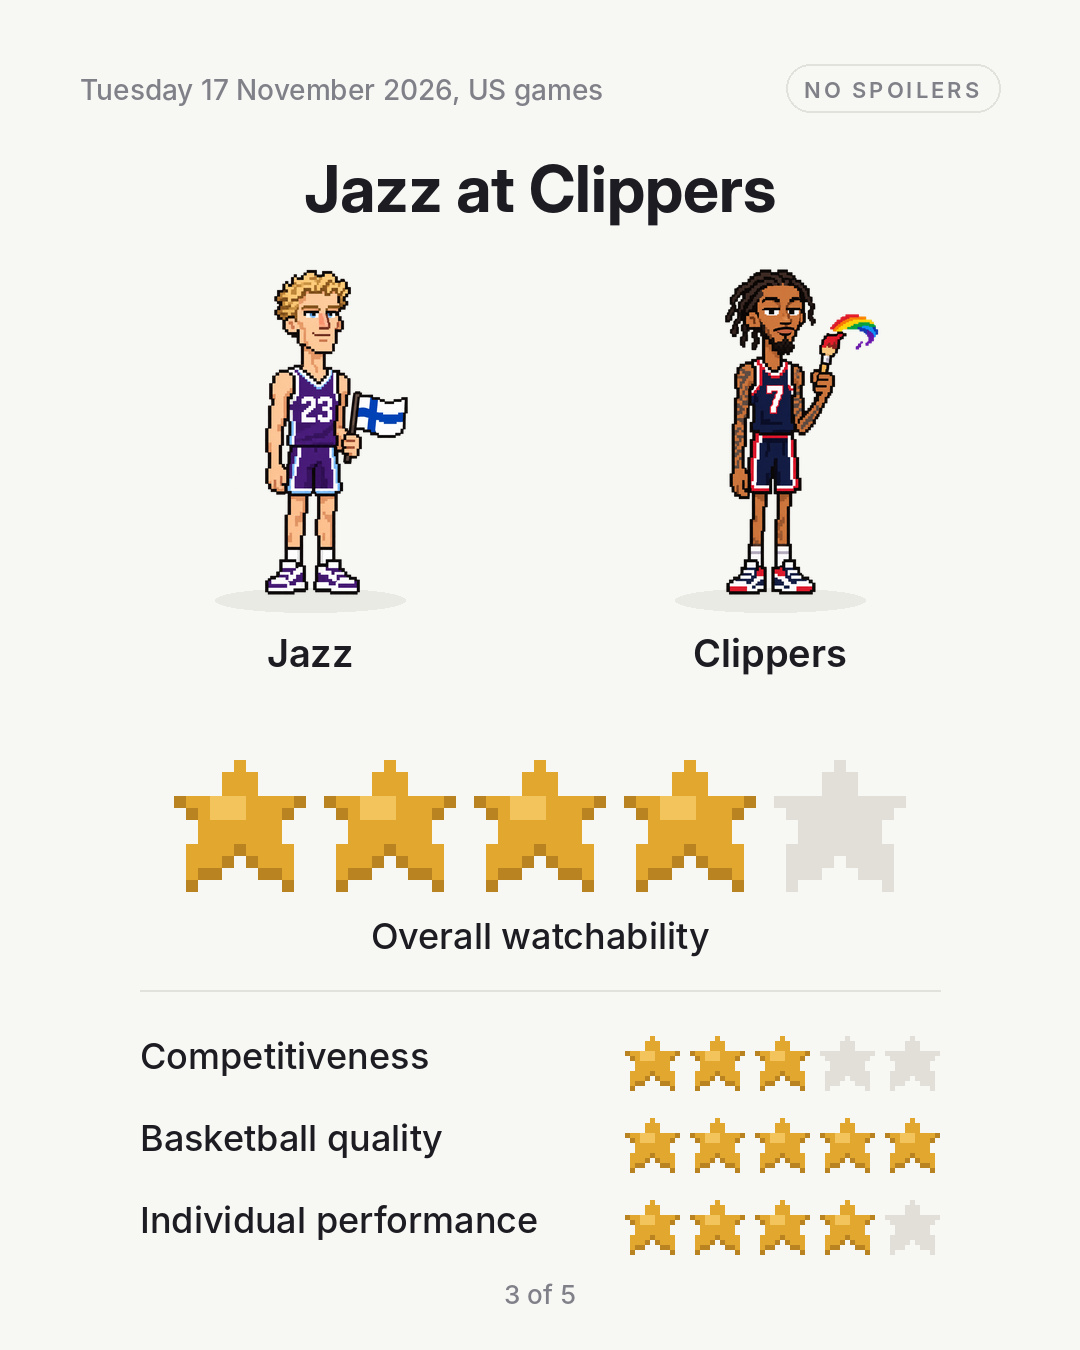 Tuesday 17 November 2026, US games
NO SPOILERS
Jazz at Clippers
23
7
Jazz
Clippers
Overall watchability
Competitiveness
Basketball quality
Individual performance
3 of 5